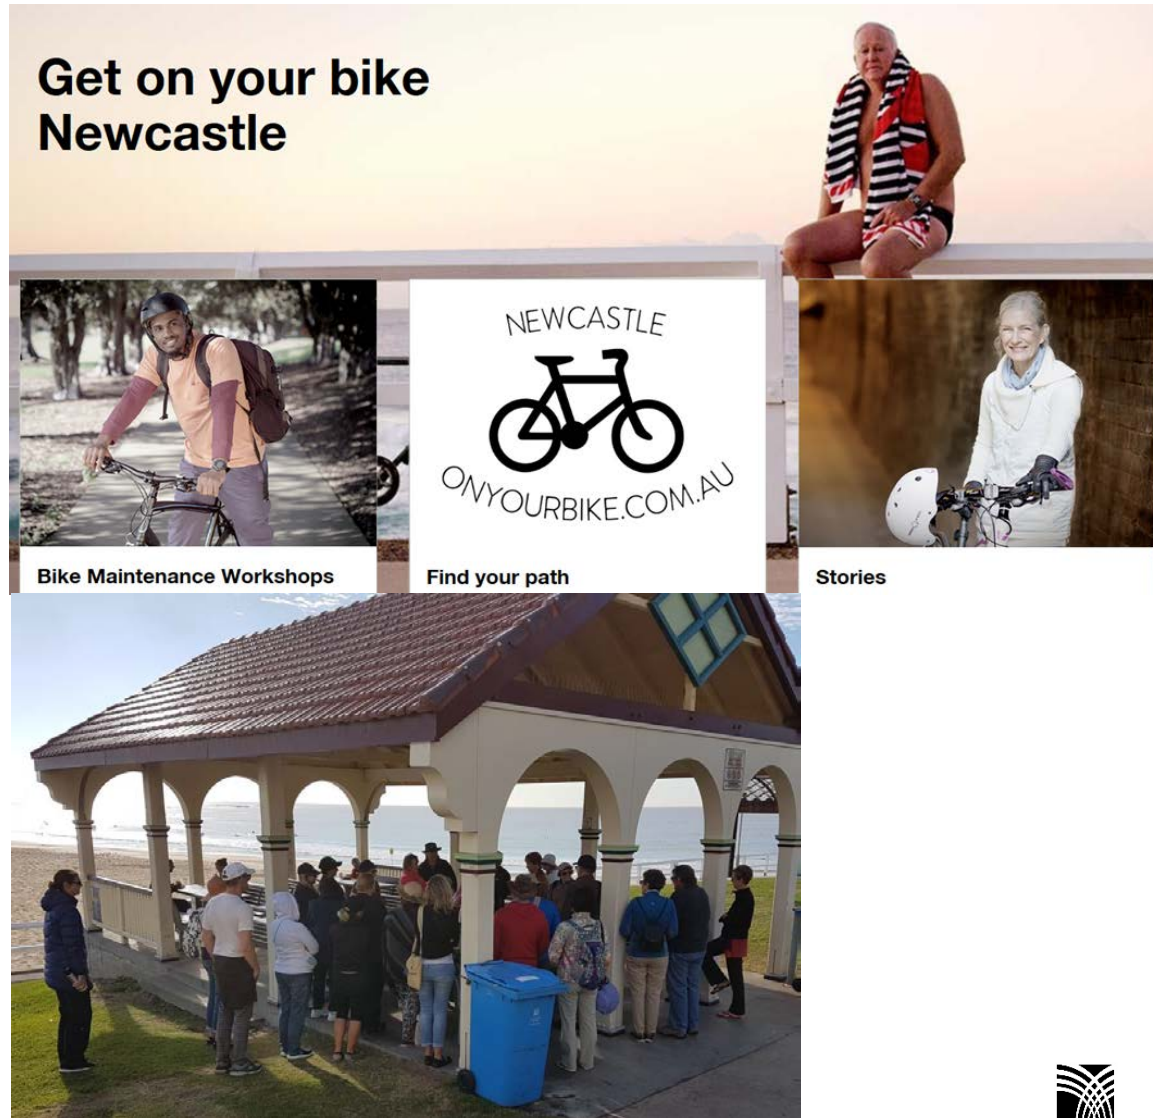 Get on your bike
Newcastle
NEWCASTLE
ONYOURBIKE.COM.AU
Bike Maintenance Workshops
Find your path
Stories